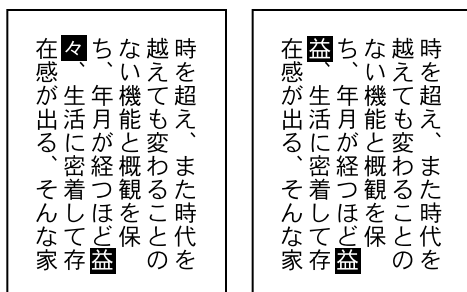 時を超え、また時代を
越えても変わることの
ない機能と概観を保
ち、年月が経つほど益
々、生活に密着して存
在感が出る、そんな家
時を超え、また時代を
越えても変わることの
ない機能と概観を保
ち、年月が経つほど益
益、生活に密着して存
在感が出る、そんな家